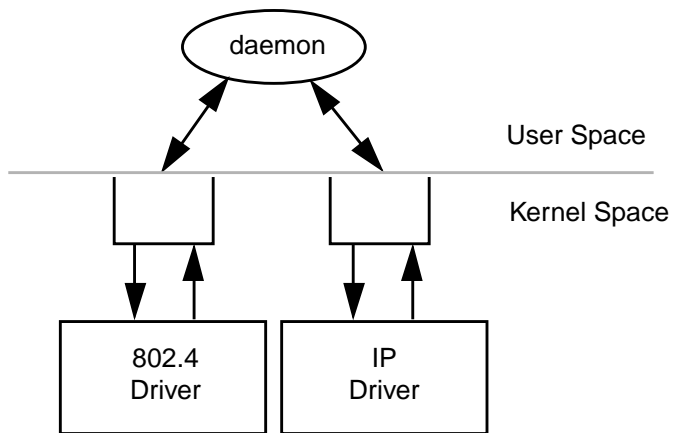 daemon
User Space
Kernel Space
802.4
Driver
IP
Driver